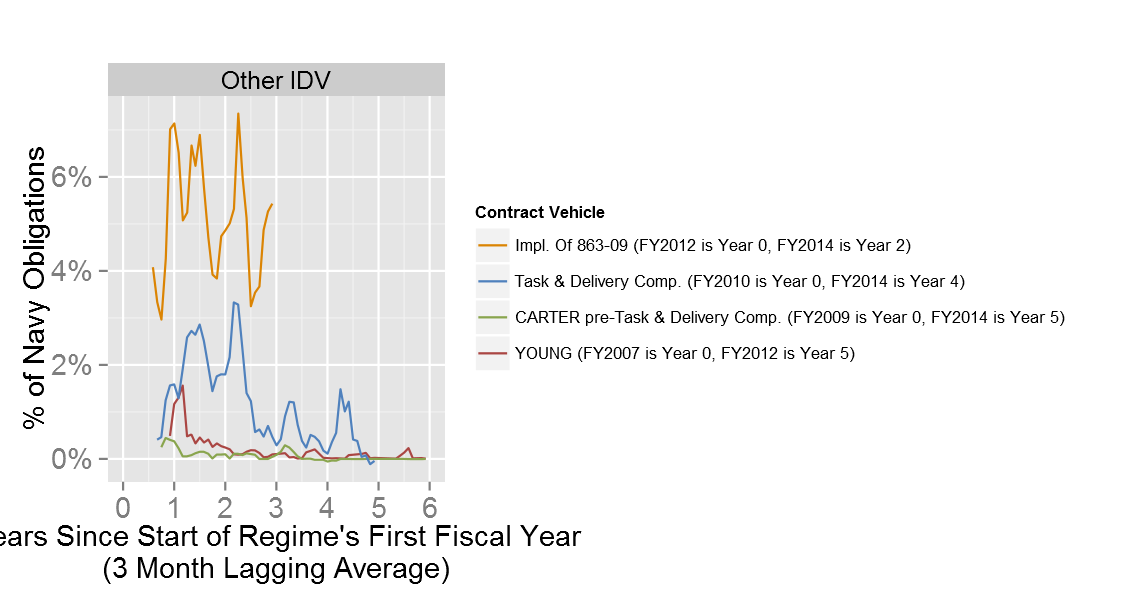 Other IDV
% of Navy Obligations
6%
4%
2%
0%
0 1 2 3 4 5 6
ears Since Start of Regime's First Fiscal Year
(3 Month Lagging Average)
Contract Vehicle
Impl. Of 863-09 (FY2012 is Year 0, FY2014 is Year 2)
Task & Delivery Comp. (FY2010 is Year 0, FY2014 is Year 4)
CARTER pre-Task & Delivery Comp. (FY2009 is Year 0, FY2014 is Year 5)
YOUNG (FY2007 is Year 0, FY2012 is Year 5)